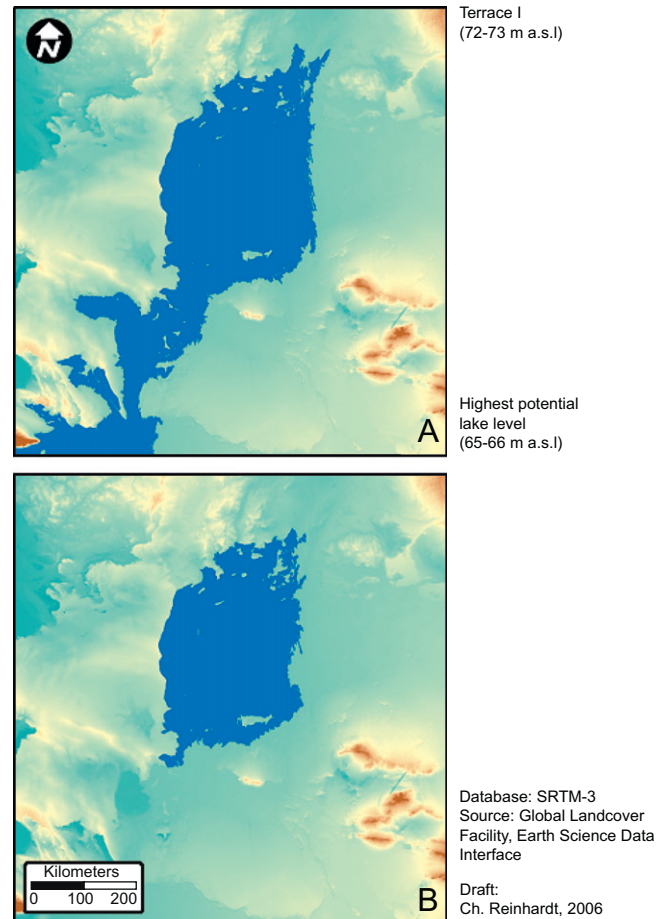 N
Terrace I
(72-73 m a.s.l)
A
Highest potential
lake level
(65-66 m a.s.l)
Kilometers
0 100 200
B
Database: SRTM-3
Source: Global Landcover
Facility, Earth Science Data
Interface
Draft:
Ch. Reinhardt, 2006